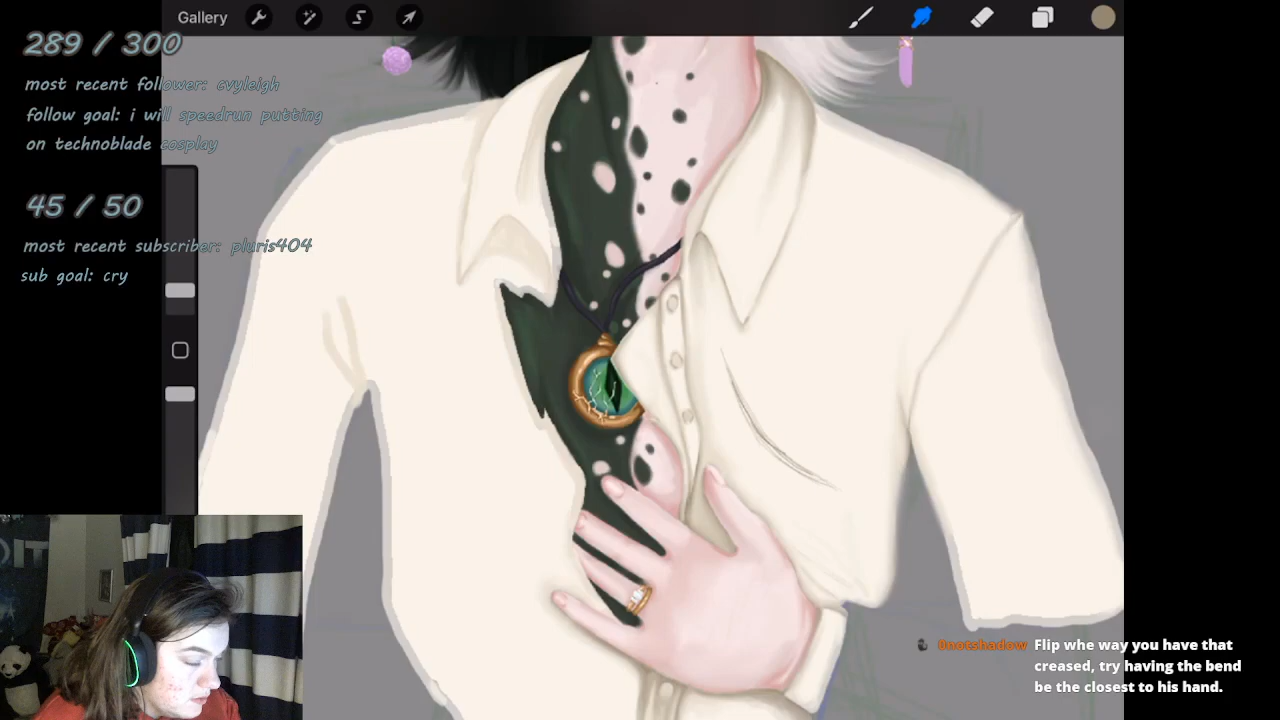 Gallery
289 / 300
most recent follower: cvyleigh
follow goal: i will speedrun putting
on technoblade cosplay
45 / 50
most recent subscriber: pluris404
sub goal: cry
0notshadow Flip whe way you have that
creased, try having the bend
be the closest to his hand.